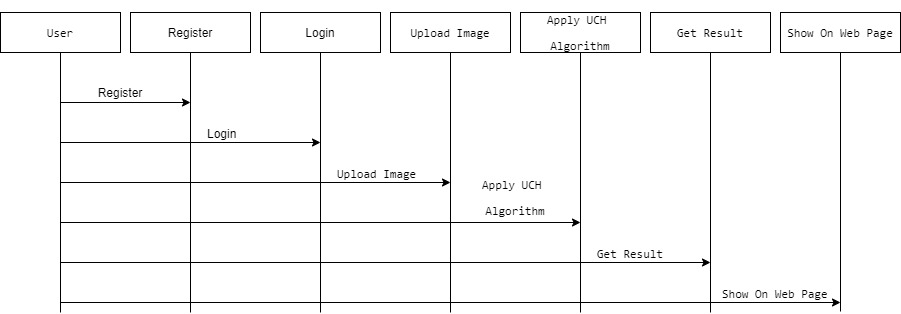 User
Register
Login
Upload Image
Apply UCH
Algorithm
Get Result
Show On Web Page
Register
Login
Upload Image
Apply UCH
Algorithm
Get Result
Show On Web Page